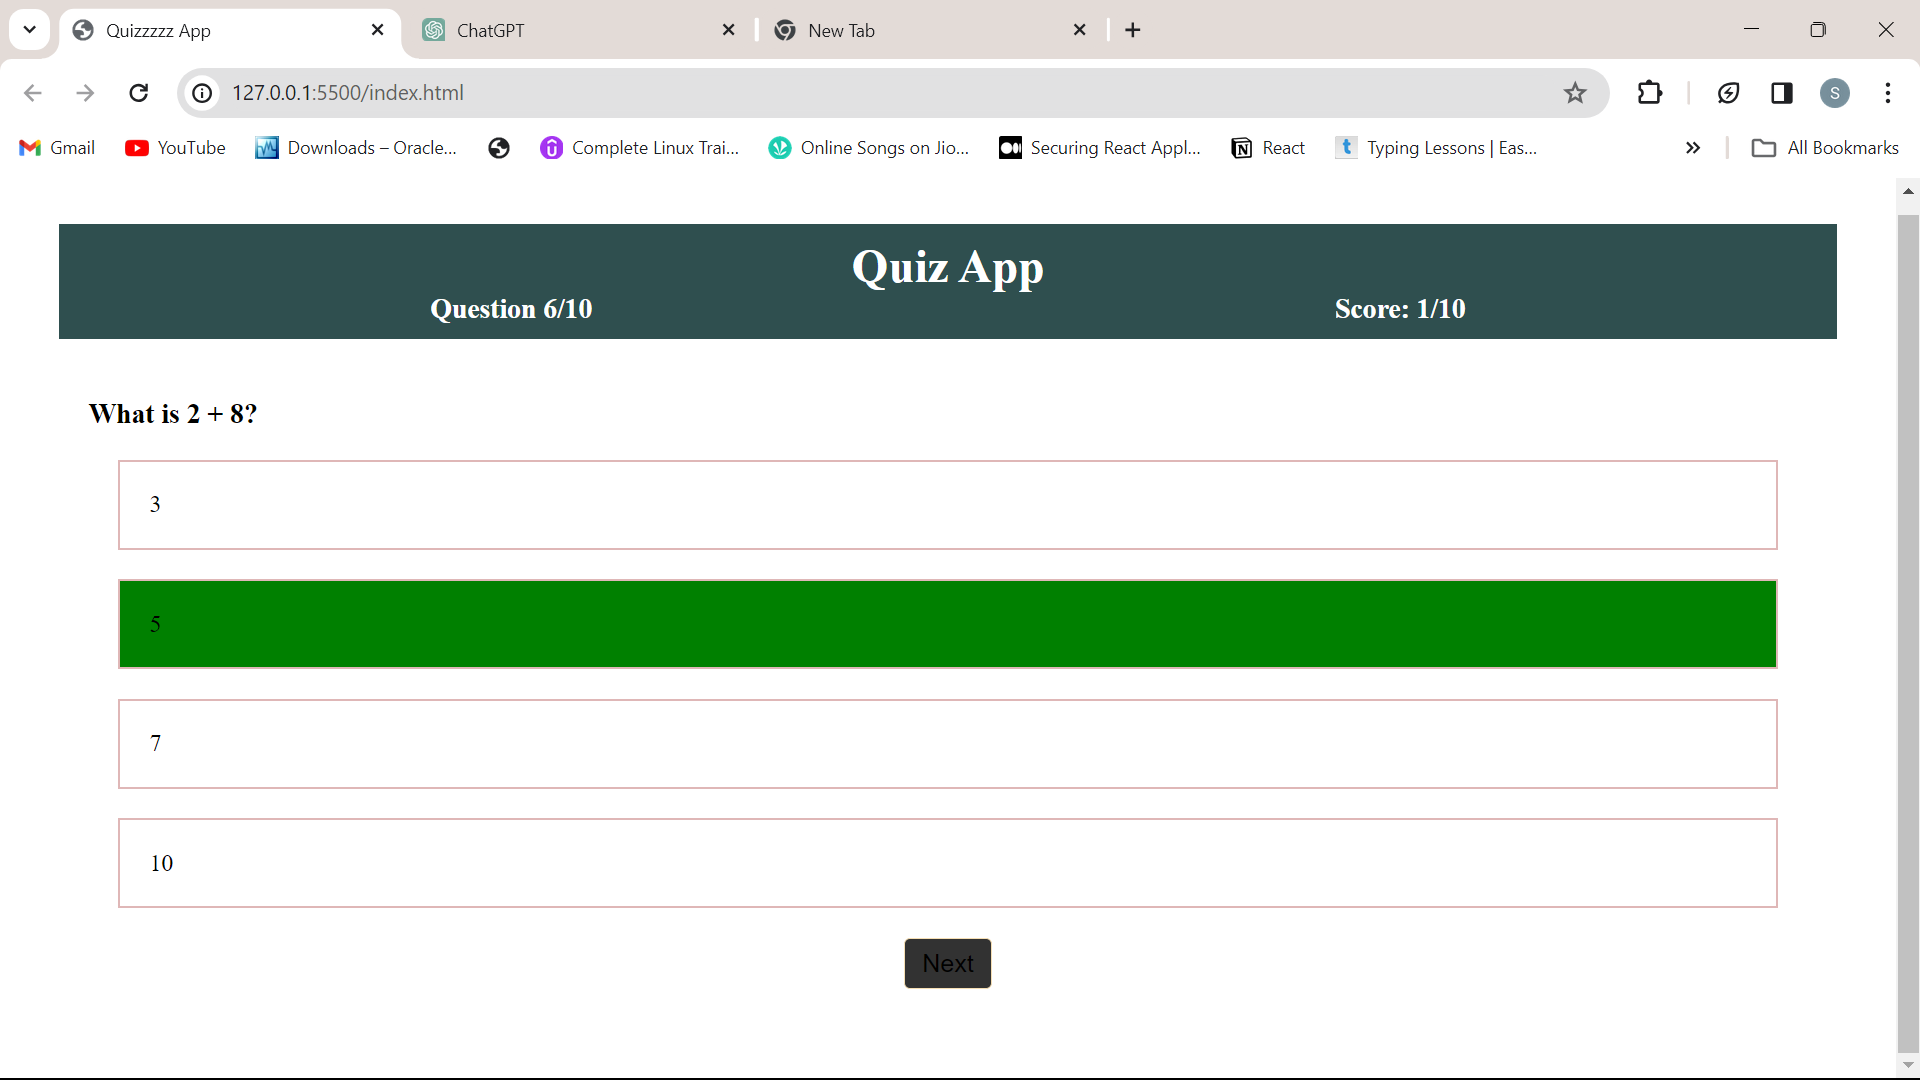 Quizzzzz App
ChatGPT
New Tab
127.0.0.1:5500/index.html
S
Gmail
YouTube
Downloads – Oracle...
Complete Linux Trai...
Online Songs on Jio...
Securing React Appl...
React
t
Typing Lessons | Eas...
All Bookmarks
Quiz App
Question 6/10
Score: 1/10
What is 2 + 8?
3
5
7
10
Next